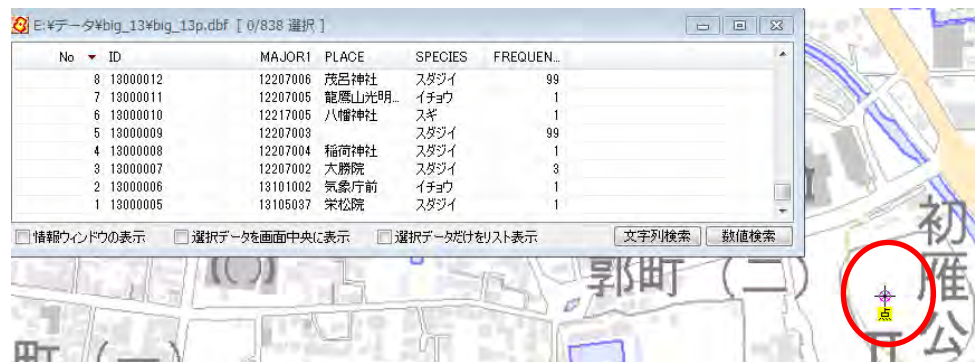 E:¥データ¥big_13¥big_13p.dbf [ 0/838 選択 ]
No ID MAJOR1 PLACE SPECIES FREQUEN...
8 13000012 12207006 茂呂神社 スダジイ 99
7 13000011 12207005 龍鷹山光明... イチョウ 1
6 13000010 12217005 八幡神社 スギ 1
5 13000009 12207003 スダジイ 99
4 13000008 12207004 稲荷神社 スダジイ 1
3 13000007 12207002 大勝院 スダジイ 3
2 13000006 13101002 気象庁前 イチョウ 1
1 13000005 13105037 栄松院 スダジイ 1
情報ウィンドウの表示 選択データを画面中央に表示 選択データだけをリスト表示 文字列検索 数値検索
郭町 (二)
初雁公
点
町 (一)